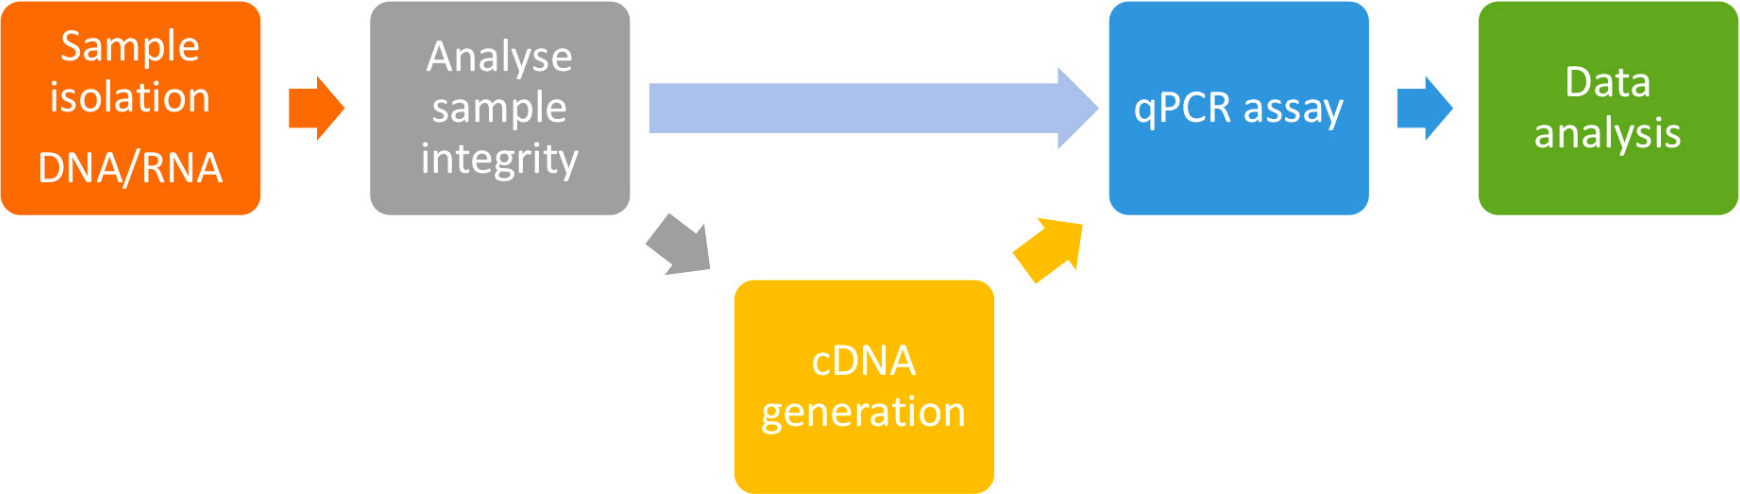 Sample
isolation
DNA/RNA
Analyse
sample
integrity
cDNA
generation
qPCR assay
Data
analysis